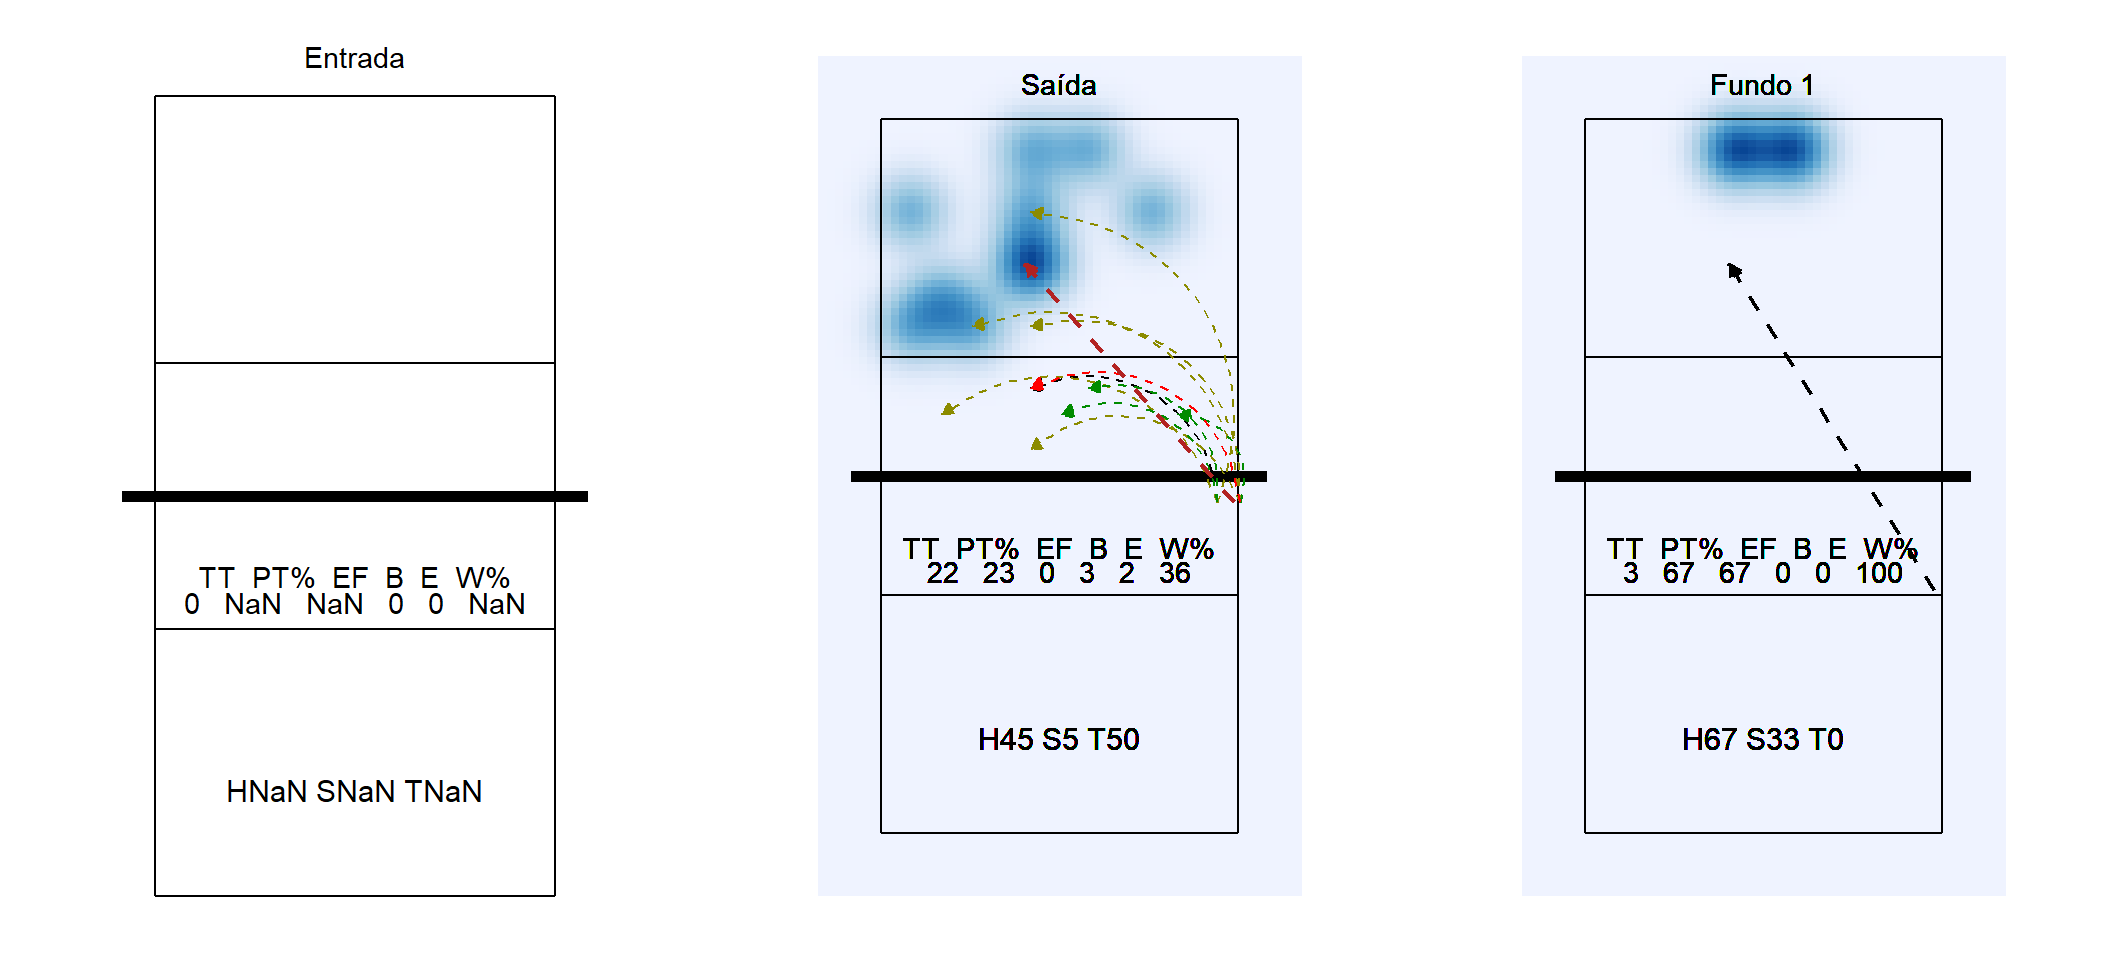 Entrada
TT PT% EF B E W%
0 NaN NaN 0 0 NaN
HNaN SNaN TNaN
Saída
TT PT% EF B E W%
22 23 0 3 2 36
H45 S5 T50
Fundo 1
TT PT% EF B E W%
3 67 67 0 0 100
H67 S33 T0